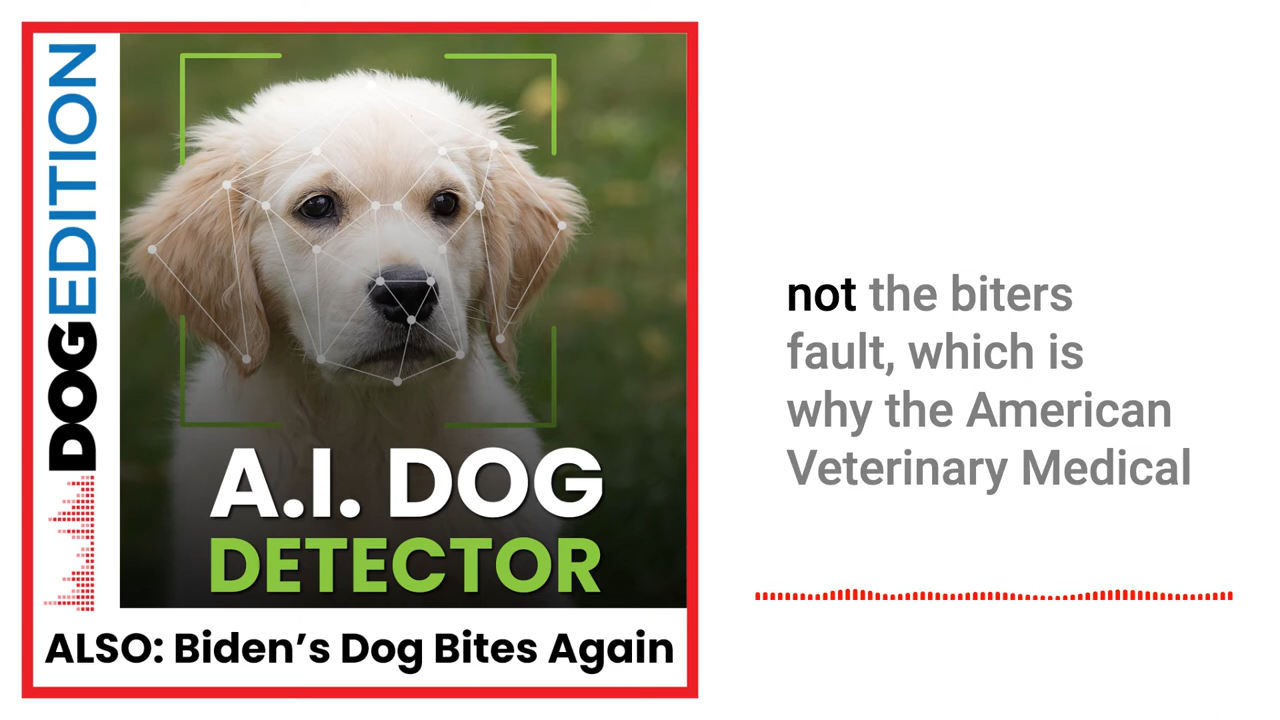 DOGEDITION
A.I. DOG
DETECTOR
ALSO: Biden's Dog Bites Again
not the biters
fault, which is
why the American
Veterinary Medical